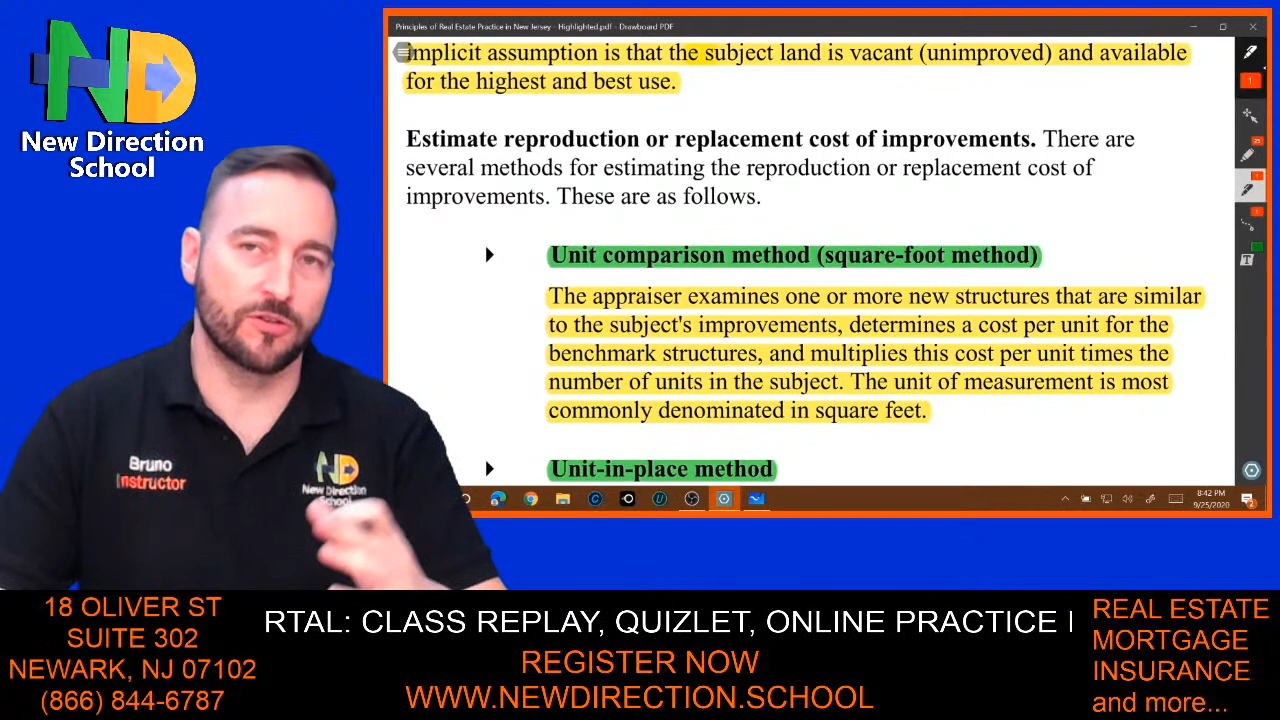 New Direction
School
Principles of Real Estate Practice in New Jersey - Highlighted.pdf - Drawboard PDF
implicit assumption is that the subject land is vacant (unimproved) and available
for the highest and best use.
Estimate reproduction or replacement cost of improvements. There are
several methods for estimating the reproduction or replacement cost of
improvements. These are as follows.
Unit comparison method (square-foot method)
The appraiser examines one or more new structures that are similar
to the subject's improvements, determines a cost per unit for the
benchmark structures, and multiplies this cost per unit times the
number of units in the subject. The unit of measurement is most
commonly denominated in square feet.
Unit-in-place method
8:42 PM
9/25/2020
Bruno
Instructor
ND
New Direction
School
18 OLIVER ST
SUITE 302
NEWARK, NJ 07102
(866) 844-6787
RTAL: CLASS REPLAY, QUIZLET, ONLINE PRACTICE
REGISTER NOW
WWW.NEWDIRECTION.SCHOOL
REAL ESTATE
MORTGAGE
INSURANCE
and more...